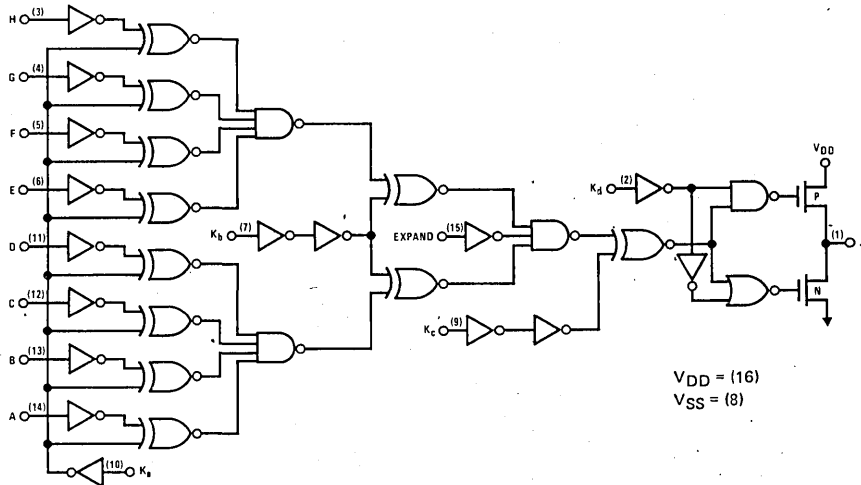 H (3)
G (4)
F (5)
E (6)
D (11)
C (12)
B (13)
A (14)
(10) Ka
Kb (7)
EXPAND (15)
Kc (9)
Kd (2)
VDD
P
(1)
N
VDD = (16)
VSS = (8)